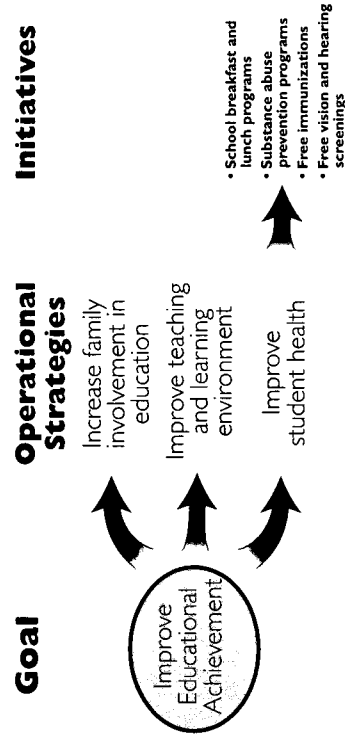 Goal
Improve
Educational
Achievement
Operational
Strategies
Increase family
involvement in
education
Improve teaching
and learning
environment
Improve
student health
Initiatives
• School breakfast and
lunch programs
• Substance abuse
prevention programs
• Free immunizations
• Free vision and hearing
screenings